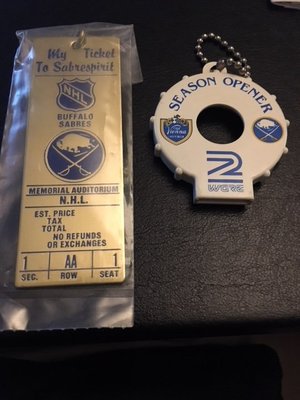 My Ticket
To Sabrespirit
NHL
BUFFALO
SABRES
MEMORIAL AUDITORIUM
N.H.L.
EST. PRICE
TAX
TOTAL
NO REFUNDS
OR EXCHANGES
1 AA 1
SEC. ROW SEAT
SEASON OPENER
Vienna
2